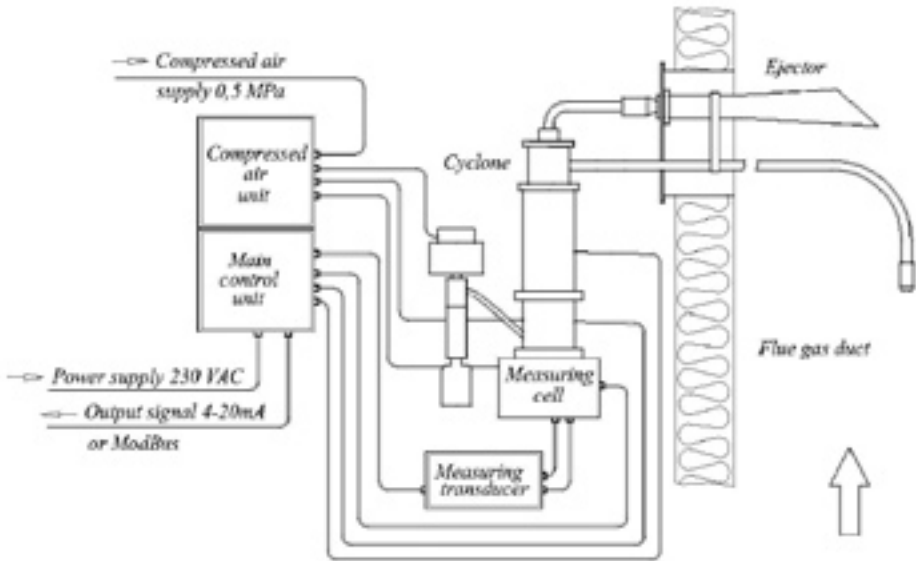 Compressed air
supply 0,5 MPa
Ejector
Compressed
air
unit
Cyclone
Main
control
unit
Flue gas duct
Power supply 230 VAC
Measuring
cell
Output signal 4-20mA
or ModBus
Measuring
transducer